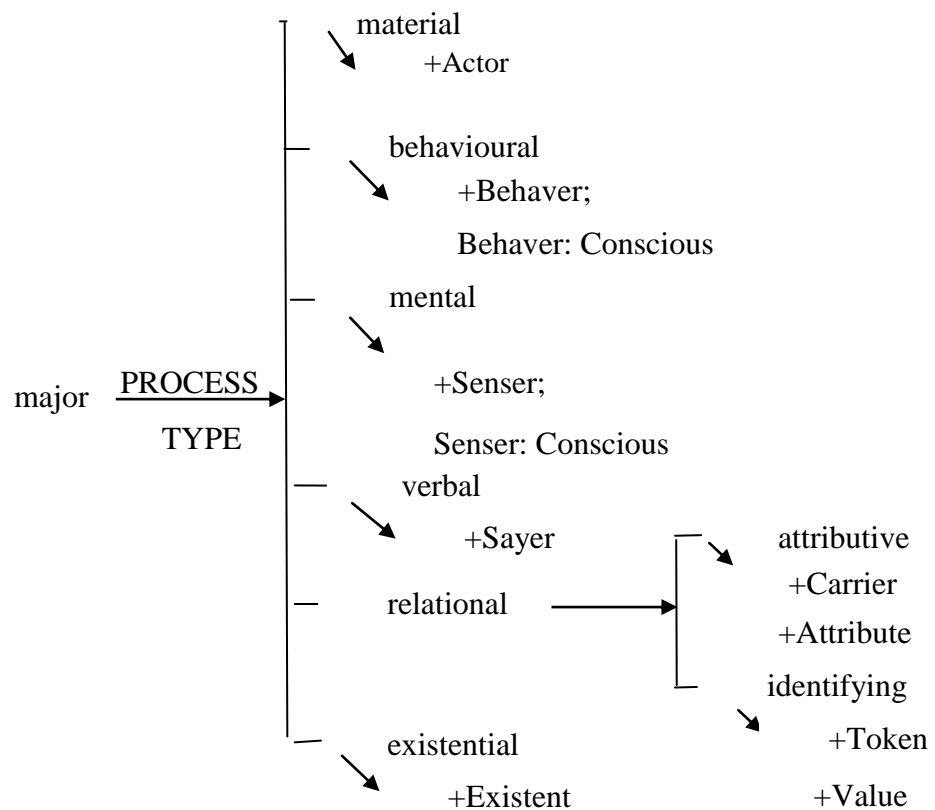 material
+Actor
behavioural
+Behaver;
Behaver: Conscious
mental
major
PROCESS
TYPE
+Senser;
Senser: Conscious
verbal
+Sayer
relational
attributive
+Carrier
+Attribute
identifying
+Token
+Value
existential
+Existent